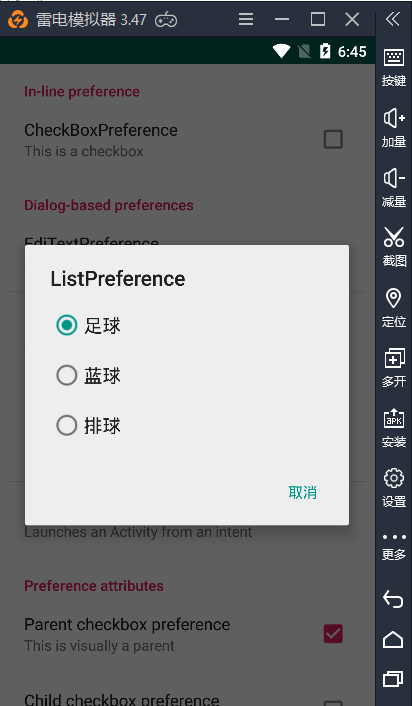 雷电模拟器 3.47
6:45
In-line preference
CheckBoxPreference
This is a checkbox
Dialog-based preferences
EdiTextPreference
ListPreference
足球
蓝球
排球
取消
Launches an Activity from an intent
Preference attributes
Parent checkbox preference
This is visually a parent
Child checkbox preference
按键
加量
减量
截图
定位
多开
APK
安装
设置
更多